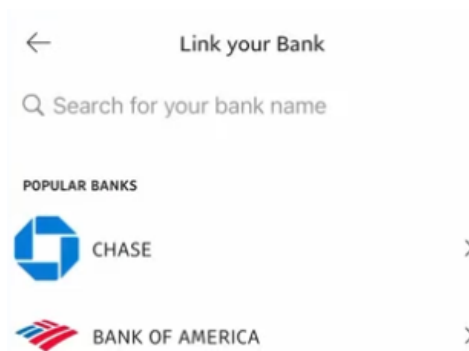 Link your Bank
Search for your bank name
POPULAR BANKS
CHASE
BANK OF AMERICA